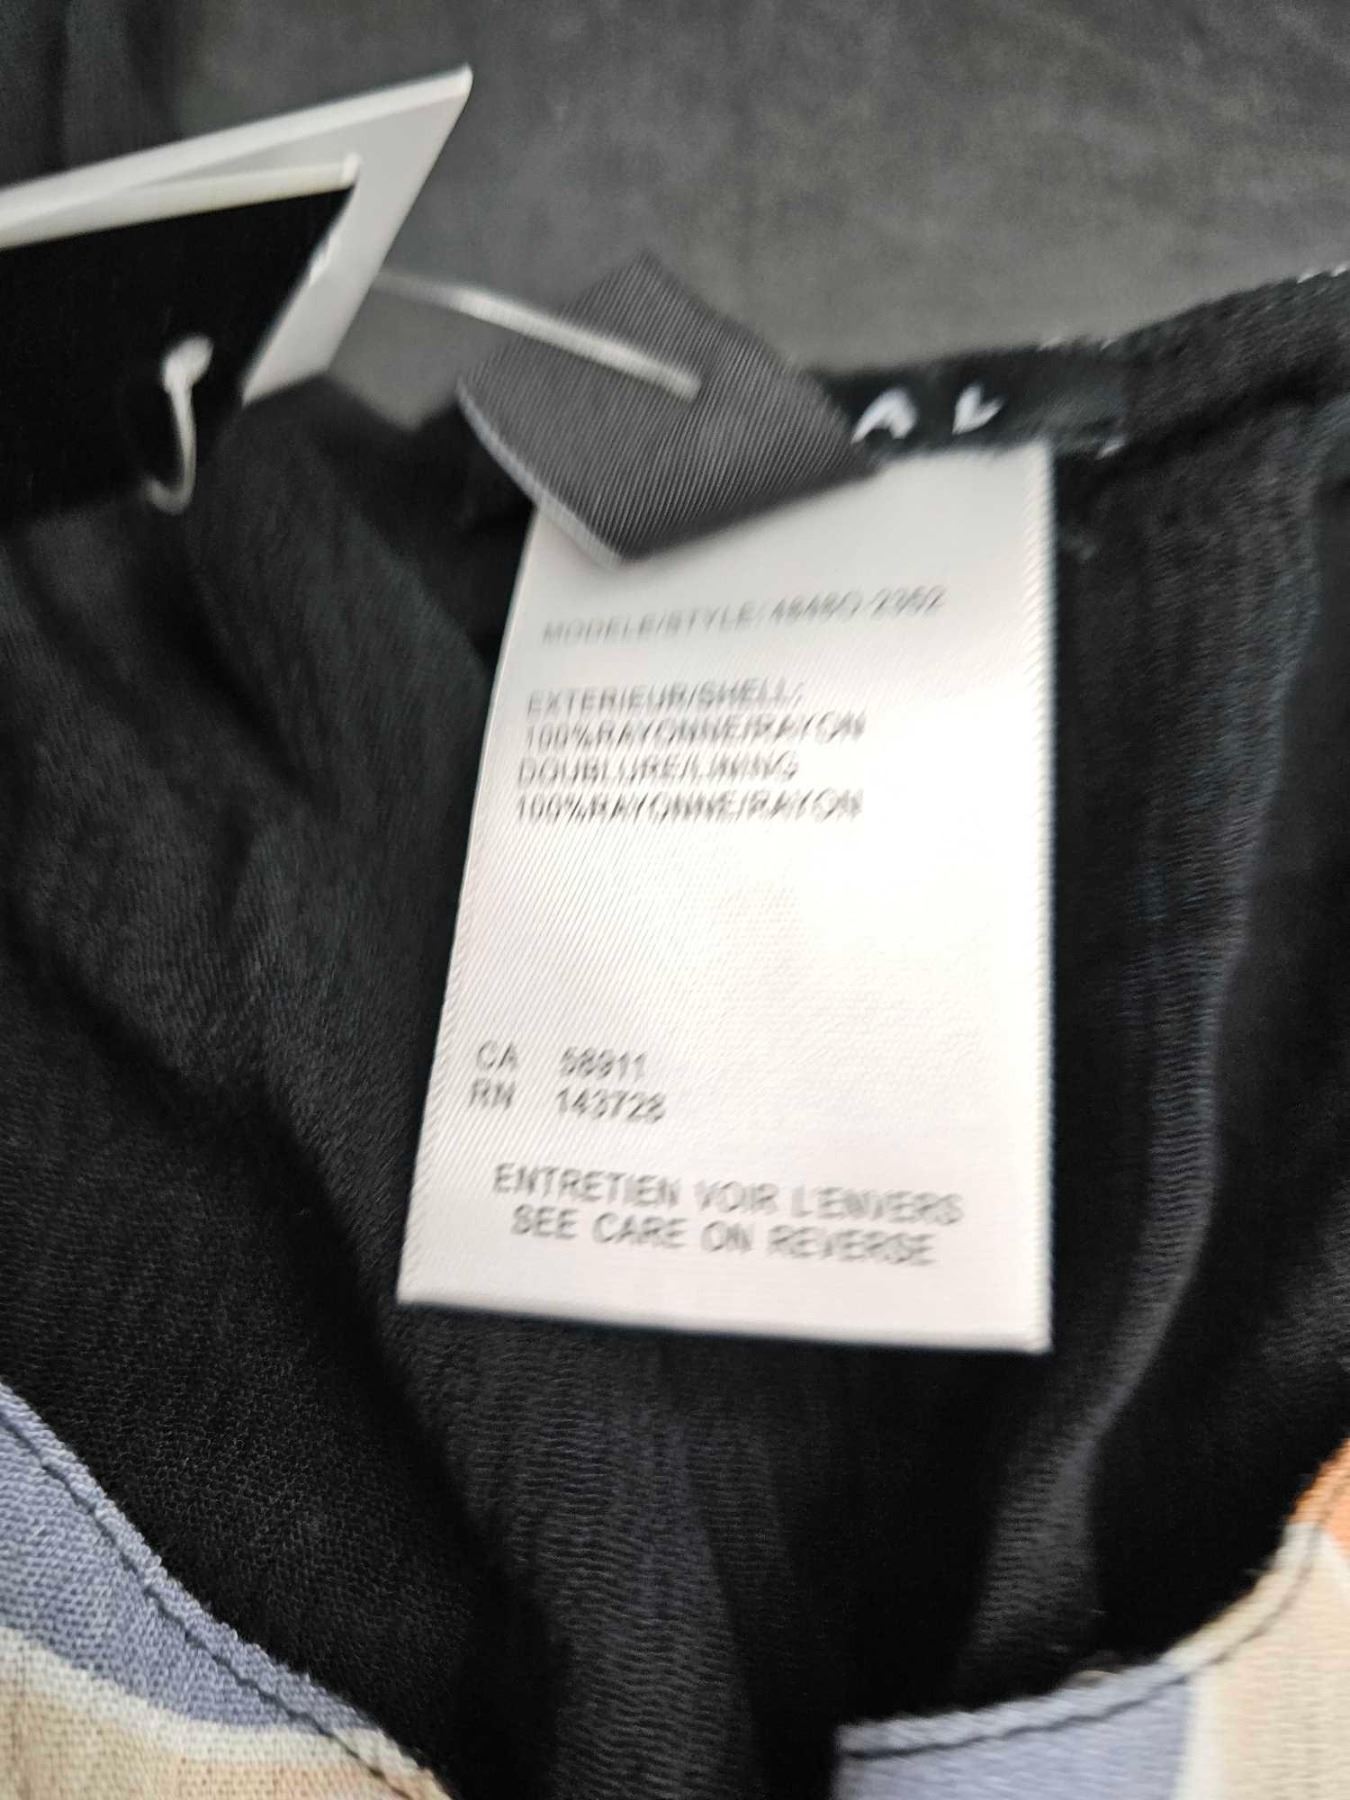 A L
MODELE/STYLE:
EXTERIEUR/SHELL:
100%RAYONNE/RAYON
DOUBLURE/LINING
100%RAYONNE/RAYON
CA 58911
RN 143728
ENTRETIEN VOIR L'ENVERS
SEE CARE ON REVERSE